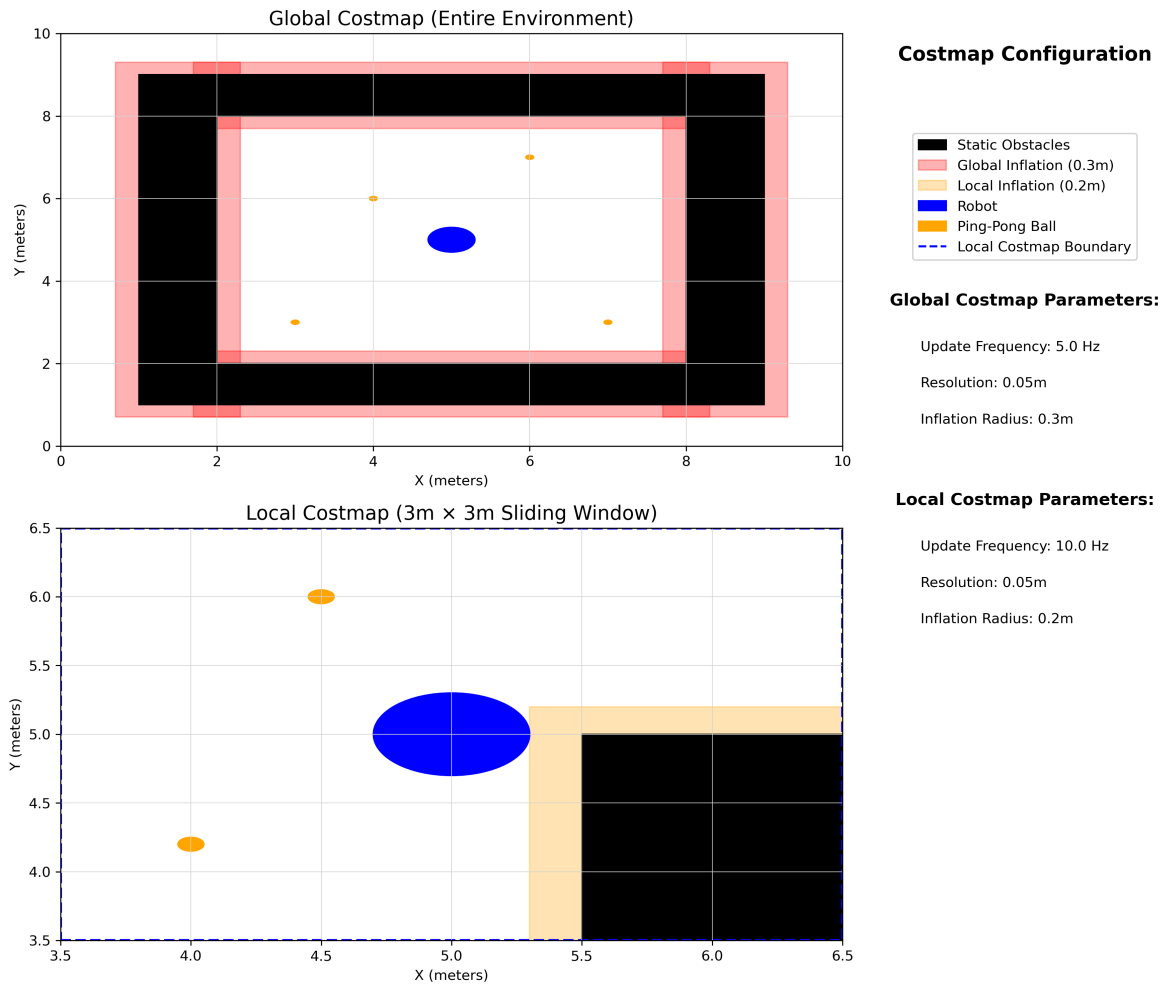 Global Costmap (Entire Environment)
10
8
6
4
2
0
Y (meters)
0 2 4 6 8 10
X (meters)
Costmap Configuration
Static Obstacles
Global Inflation (0.3m)
Local Inflation (0.2m)
Robot
Ping-Pong Ball
Local Costmap Boundary
Global Costmap Parameters:
Update Frequency: 5.0 Hz
Resolution: 0.05m
Inflation Radius: 0.3m
Local Costmap (3m × 3m Sliding Window)
6.5
6.0
5.5
5.0
4.5
4.0
3.5
Y (meters)
3.5 4.0 4.5 5.0 5.5 6.0 6.5
X (meters)
Local Costmap Parameters:
Update Frequency: 10.0 Hz
Resolution: 0.05m
Inflation Radius: 0.2m